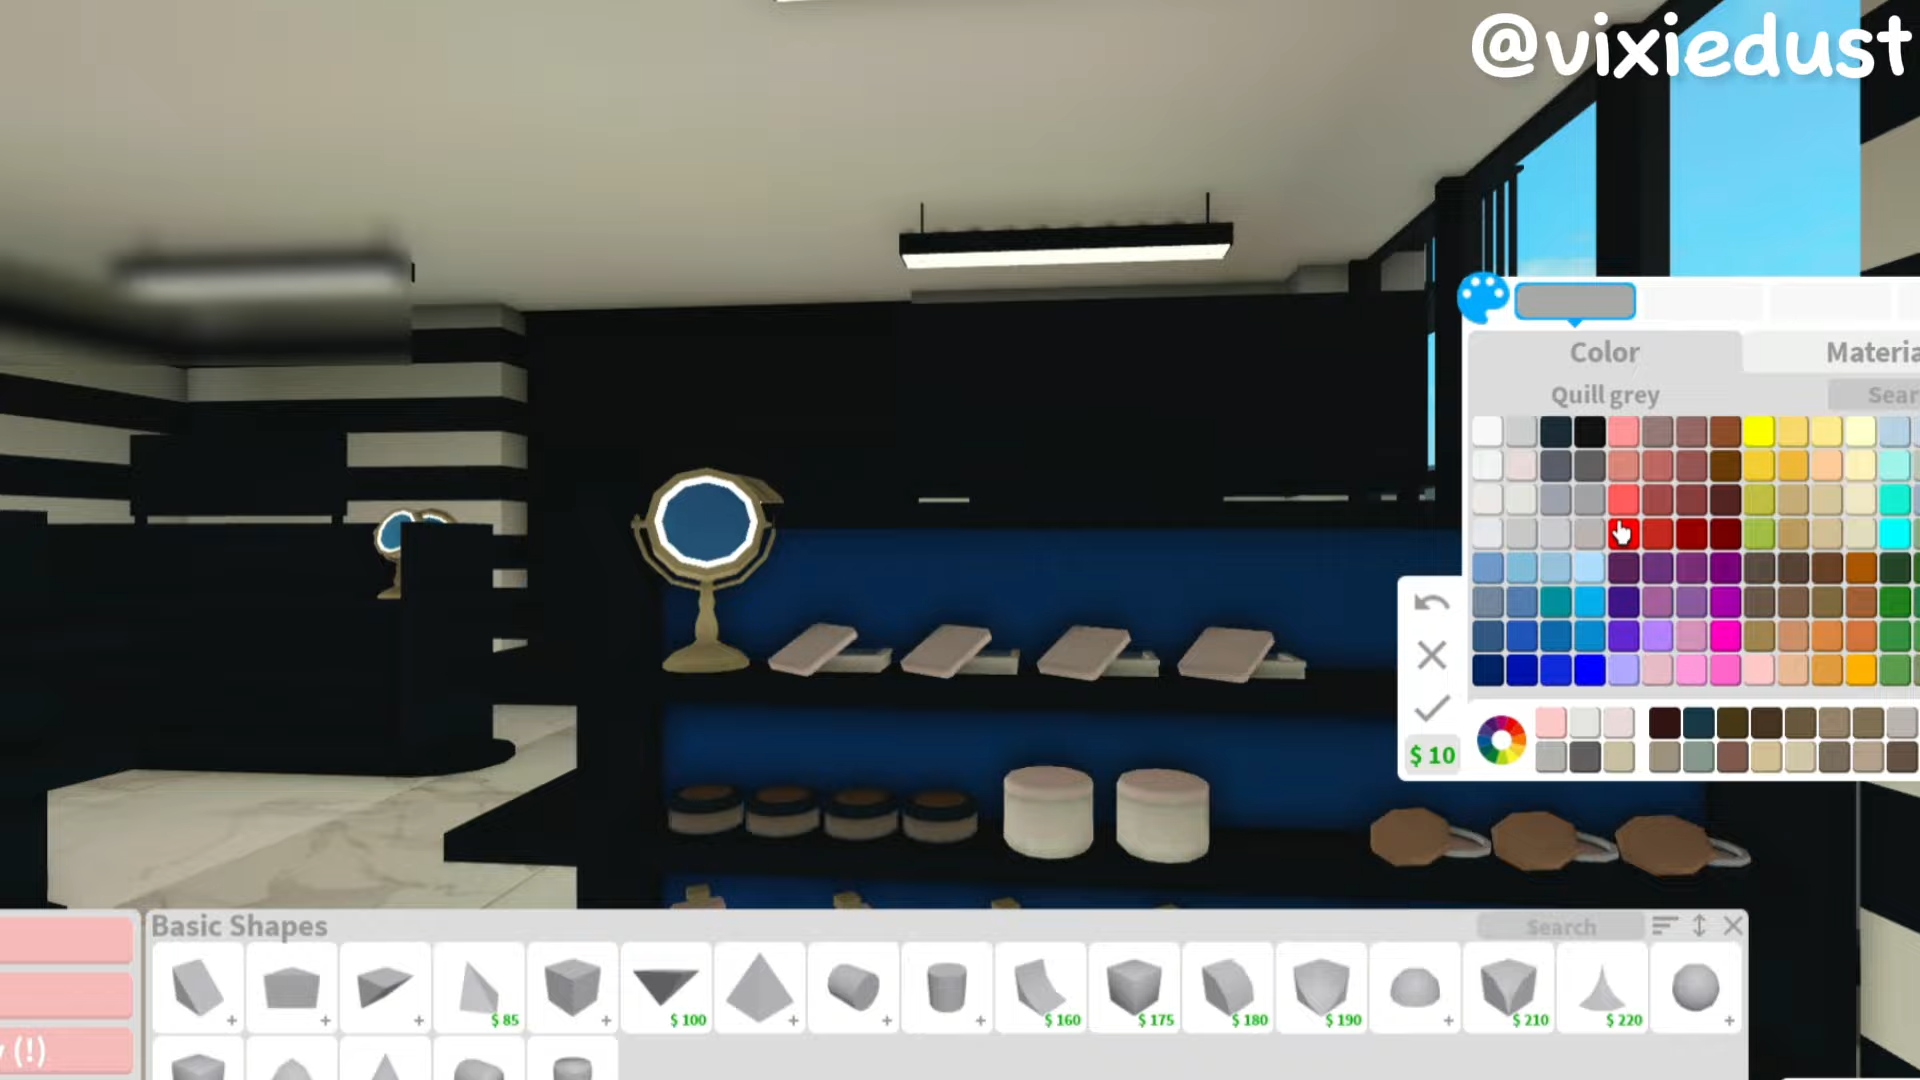 @vixiedust
Color
Materia
Quill grey
Sear
$ 10
Basic Shapes
Search
$ 85
$ 100
$ 160
$ 175
$ 180
$ 190
$ 210
$ 220
y (!)